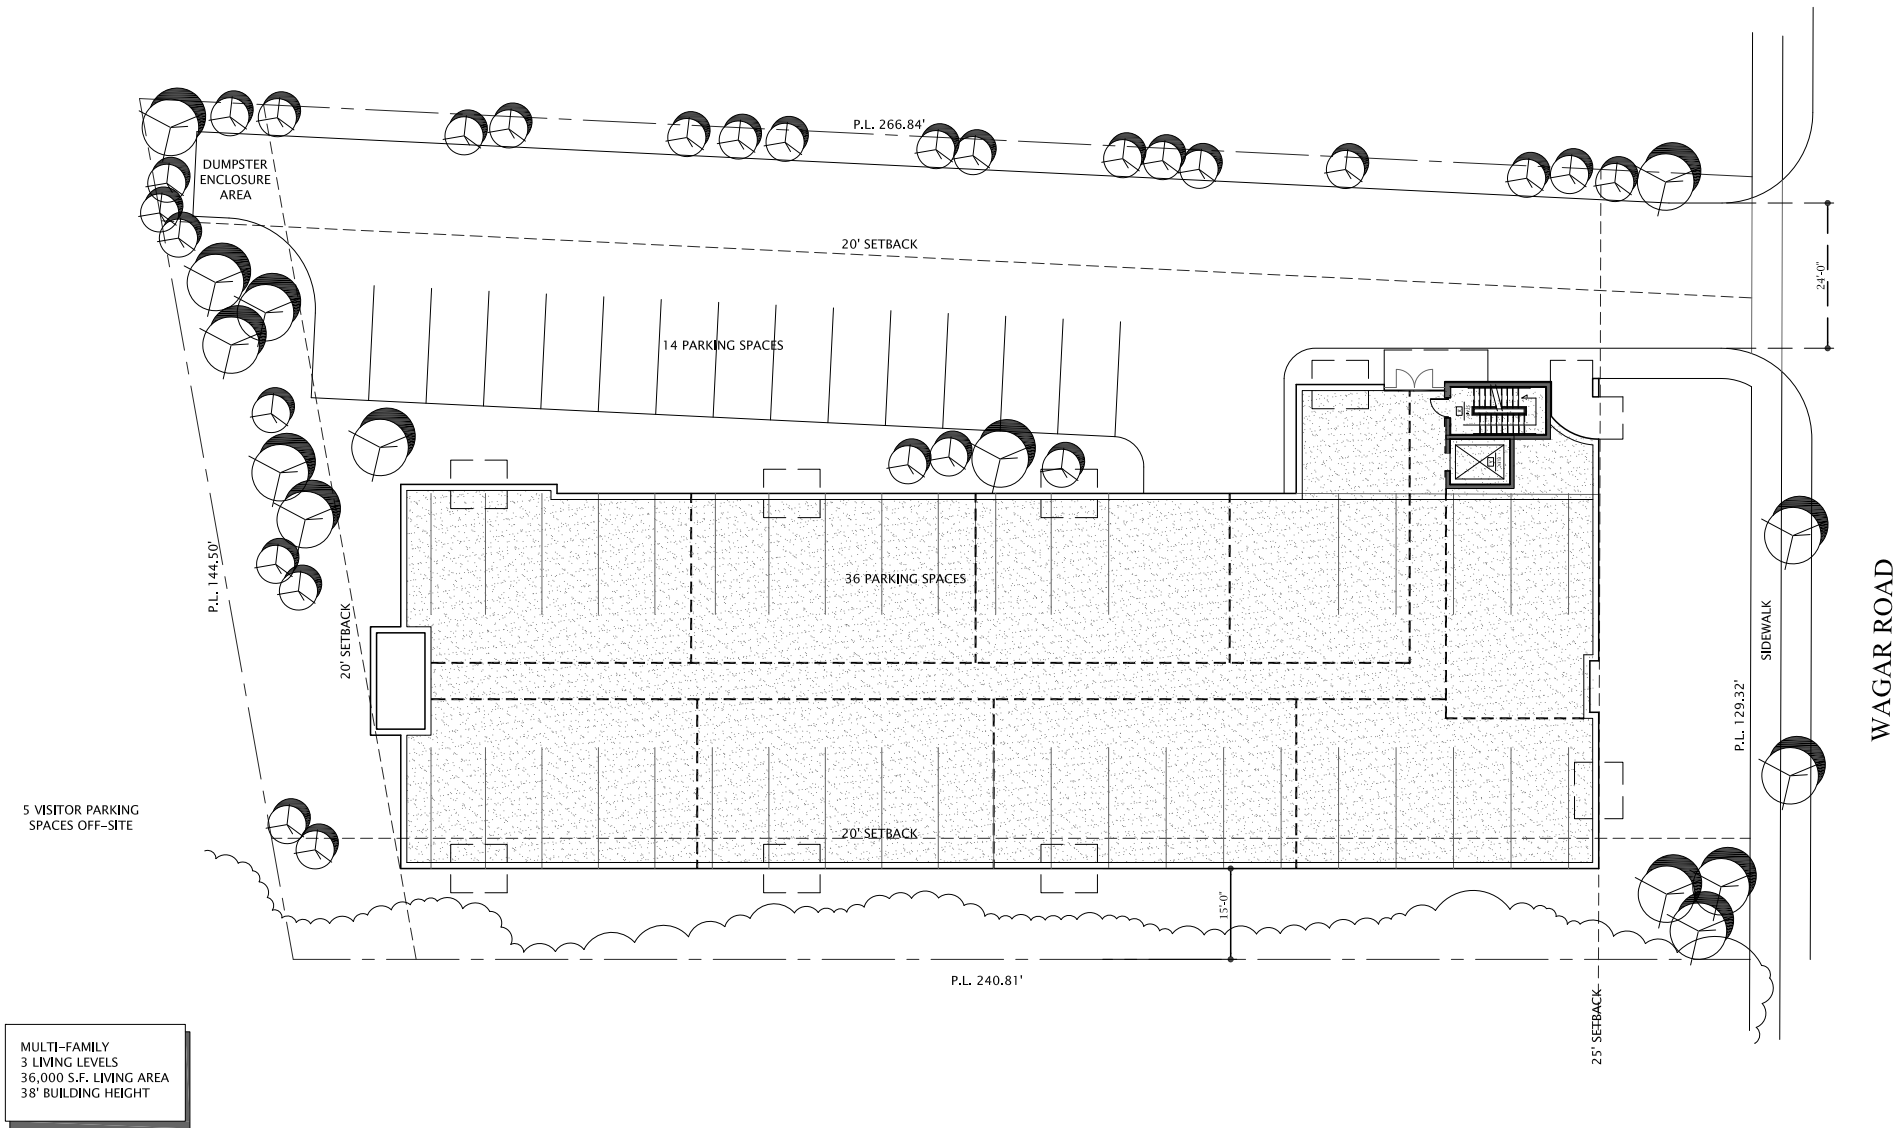 P.L. 266.84'
DUMPSTER
ENCLOSURE
AREA
20' SETBACK
24'-0"
14 PARKING SPACES
P.L. 144.50'
20' SETBACK
36 PARKING SPACES
SIDEWALK
WAGAR ROAD
P.L. 129.32'
5 VISITOR PARKING
SPACES OFF-SITE
20' SETBACK
15'-0"
P.L. 240.81'
25' SETBACK
MULTI-FAMILY
3 LIVING LEVELS
36,000 S.F. LIVING AREA
38' BUILDING HEIGHT